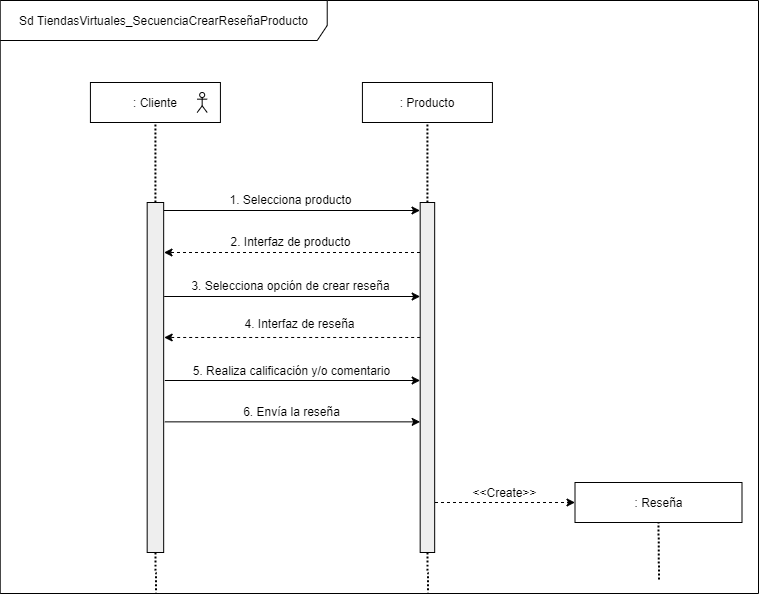 Sd TiendasVirtuales_SecuenciaCrearReseñaProducto
: Cliente
: Producto
1. Selecciona producto
2. Interfaz de producto
3. Selecciona opción de crear reseña
4. Interfaz de reseña
5. Realiza calificación y/o comentario
6. Envía la reseña
<<Create>>
: Reseña